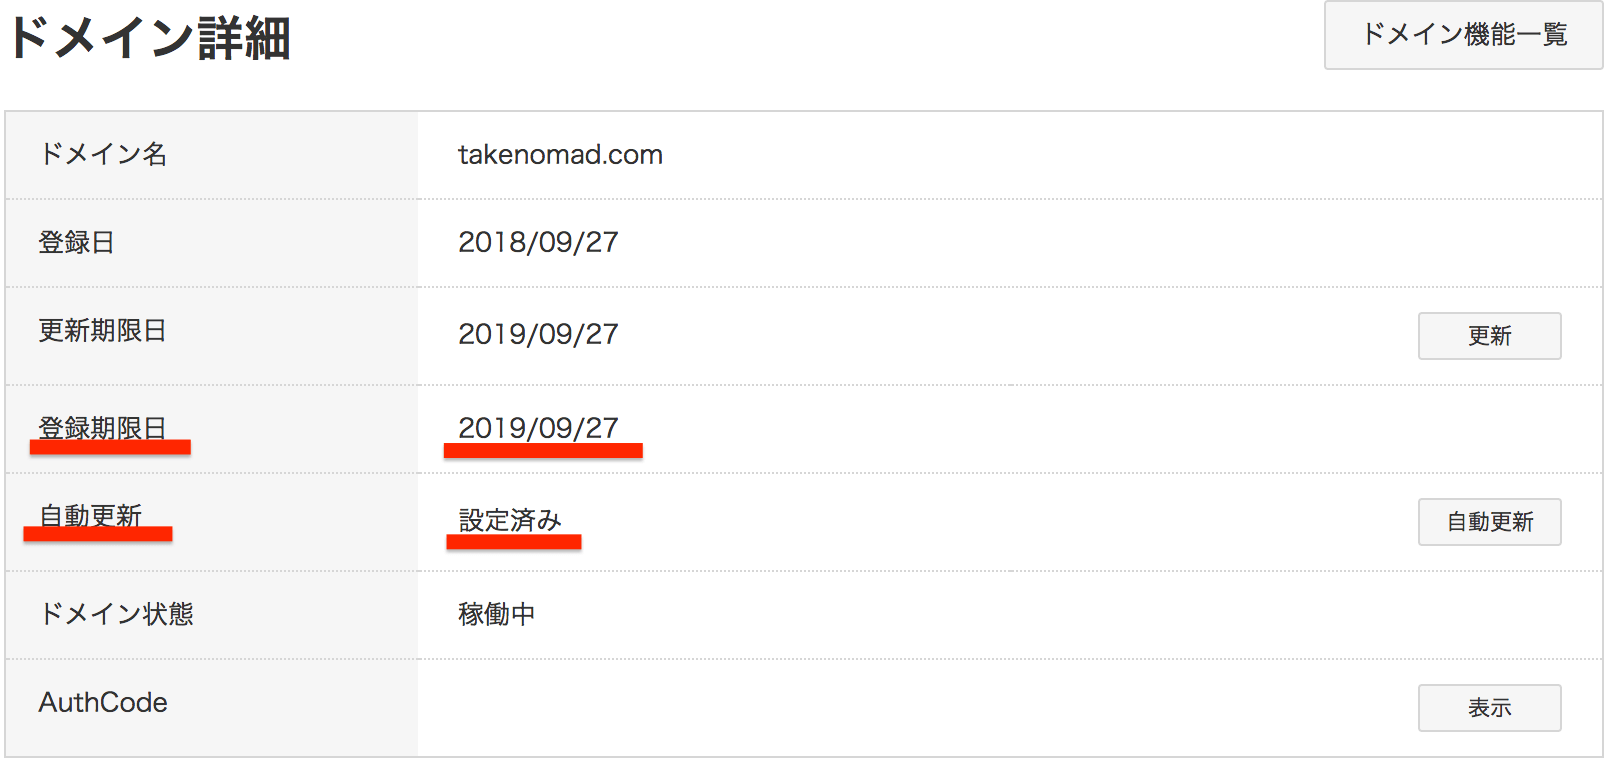 ドメイン詳細
ドメイン機能一覧
ドメイン名 takenomad.com
登録日 2018/09/27
更新期限日 2019/09/27 更新
登録期限日 2019/09/27
自動更新 設定済み 自動更新
ドメイン状態 稼働中
AuthCode 表示